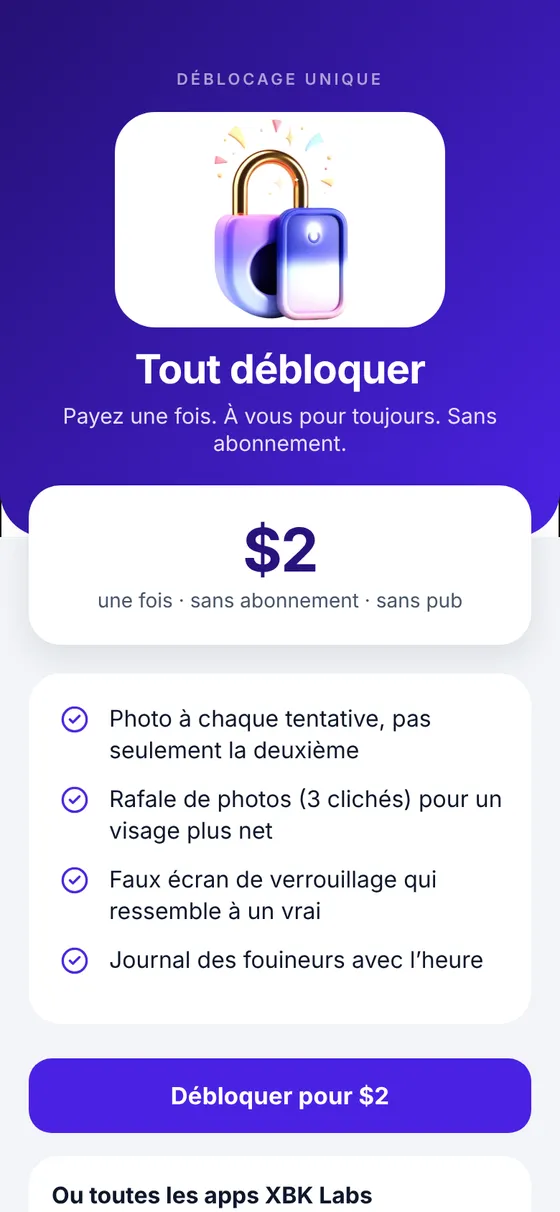 DÉBLOCAGE UNIQUE
Tout débloquer
Payez une fois. À vous pour toujours. Sans
abonnement.
$2
une fois · sans abonnement · sans pub
Photo à chaque tentative, pas
seulement la deuxième
Rafale de photos (3 clichés) pour un
visage plus net
Faux écran de verrouillage qui
ressemble à un vrai
Journal des fouineurs avec l’heure
Débloquer pour $2
Ou toutes les apps XBK Labs